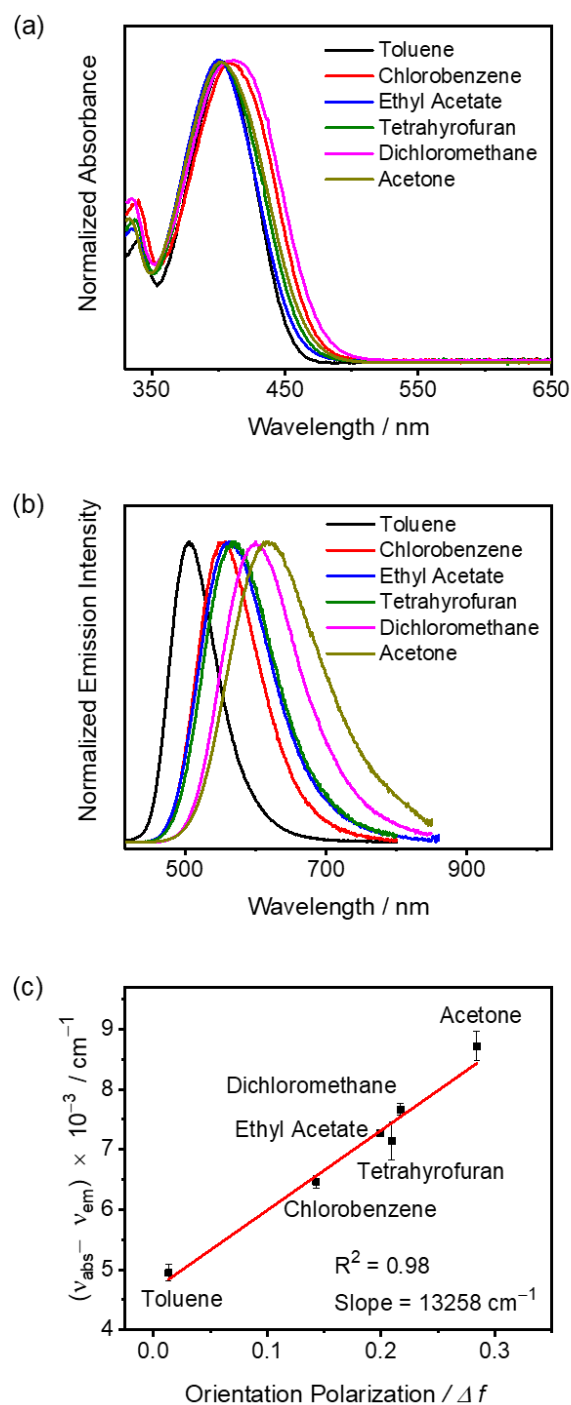 (a)
Normalized Absorbance
Toluene
Chlorobenzene
Ethyl Acetate
Tetrahyrofuran
Dichloromethane
Acetone
350 450 550 650
Wavelength / nm
(b)
Normalized Emission Intensity
Toluene
Chlorobenzene
Ethyl Acetate
Tetrahyrofuran
Dichloromethane
Acetone
500 700 900
Wavelength / nm
(c)
(νabs− νem) × 10⁻³ / cm⁻¹
9
8
7
6
5
4
Acetone
Dichloromethane
Ethyl Acetate
Tetrahyrofuran
Chlorobenzene
Toluene
R² = 0.98
Slope = 13258 cm⁻¹
0.0 0.1 0.2 0.3
Orientation Polarization / Δ f